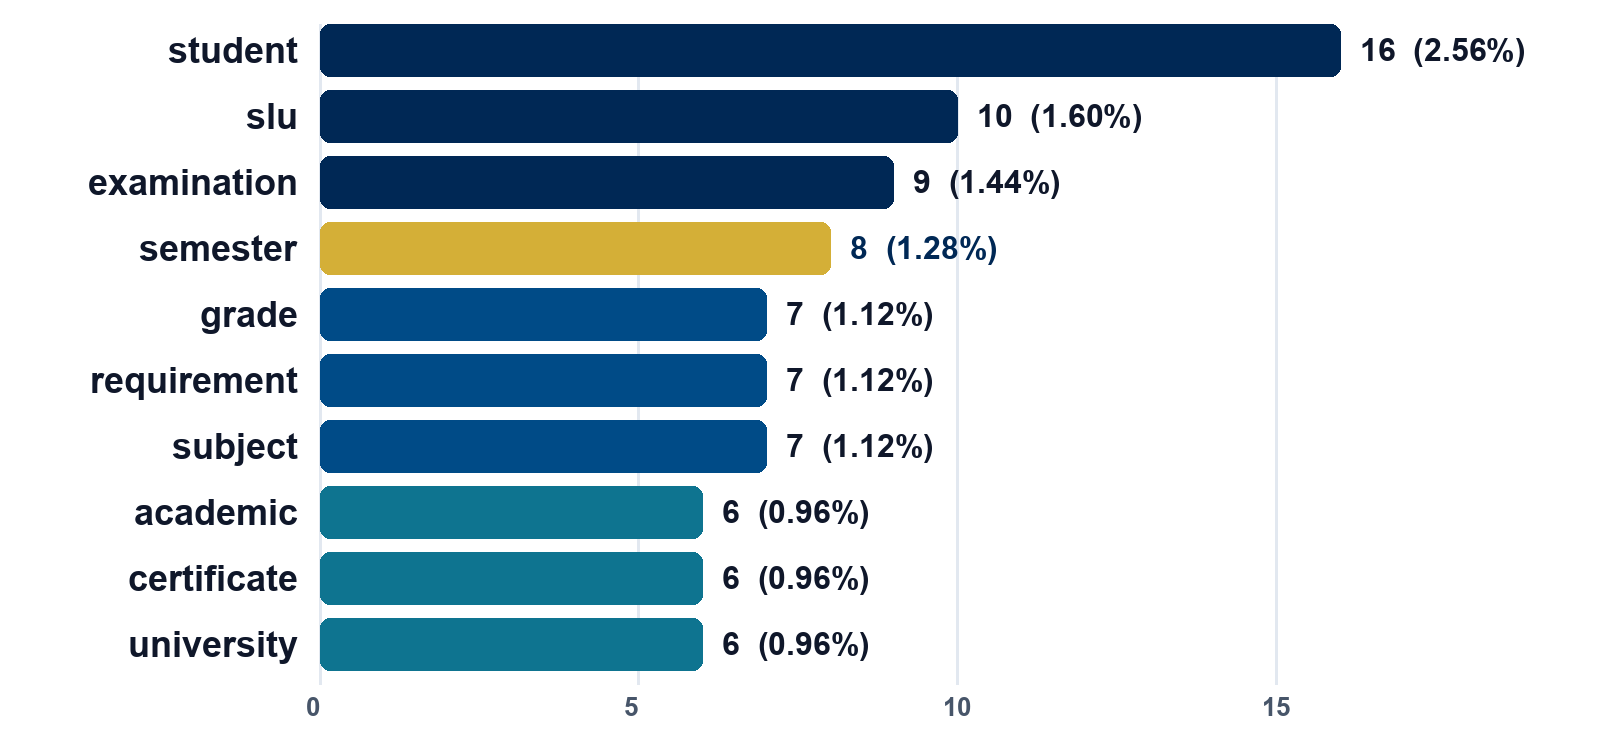 student 16 (2.56%)
slu 10 (1.60%)
examination 9 (1.44%)
semester 8 (1.28%)
grade 7 (1.12%)
requirement 7 (1.12%)
subject 7 (1.12%)
academic 6 (0.96%)
certificate 6 (0.96%)
university 6 (0.96%)
0 5 10 15